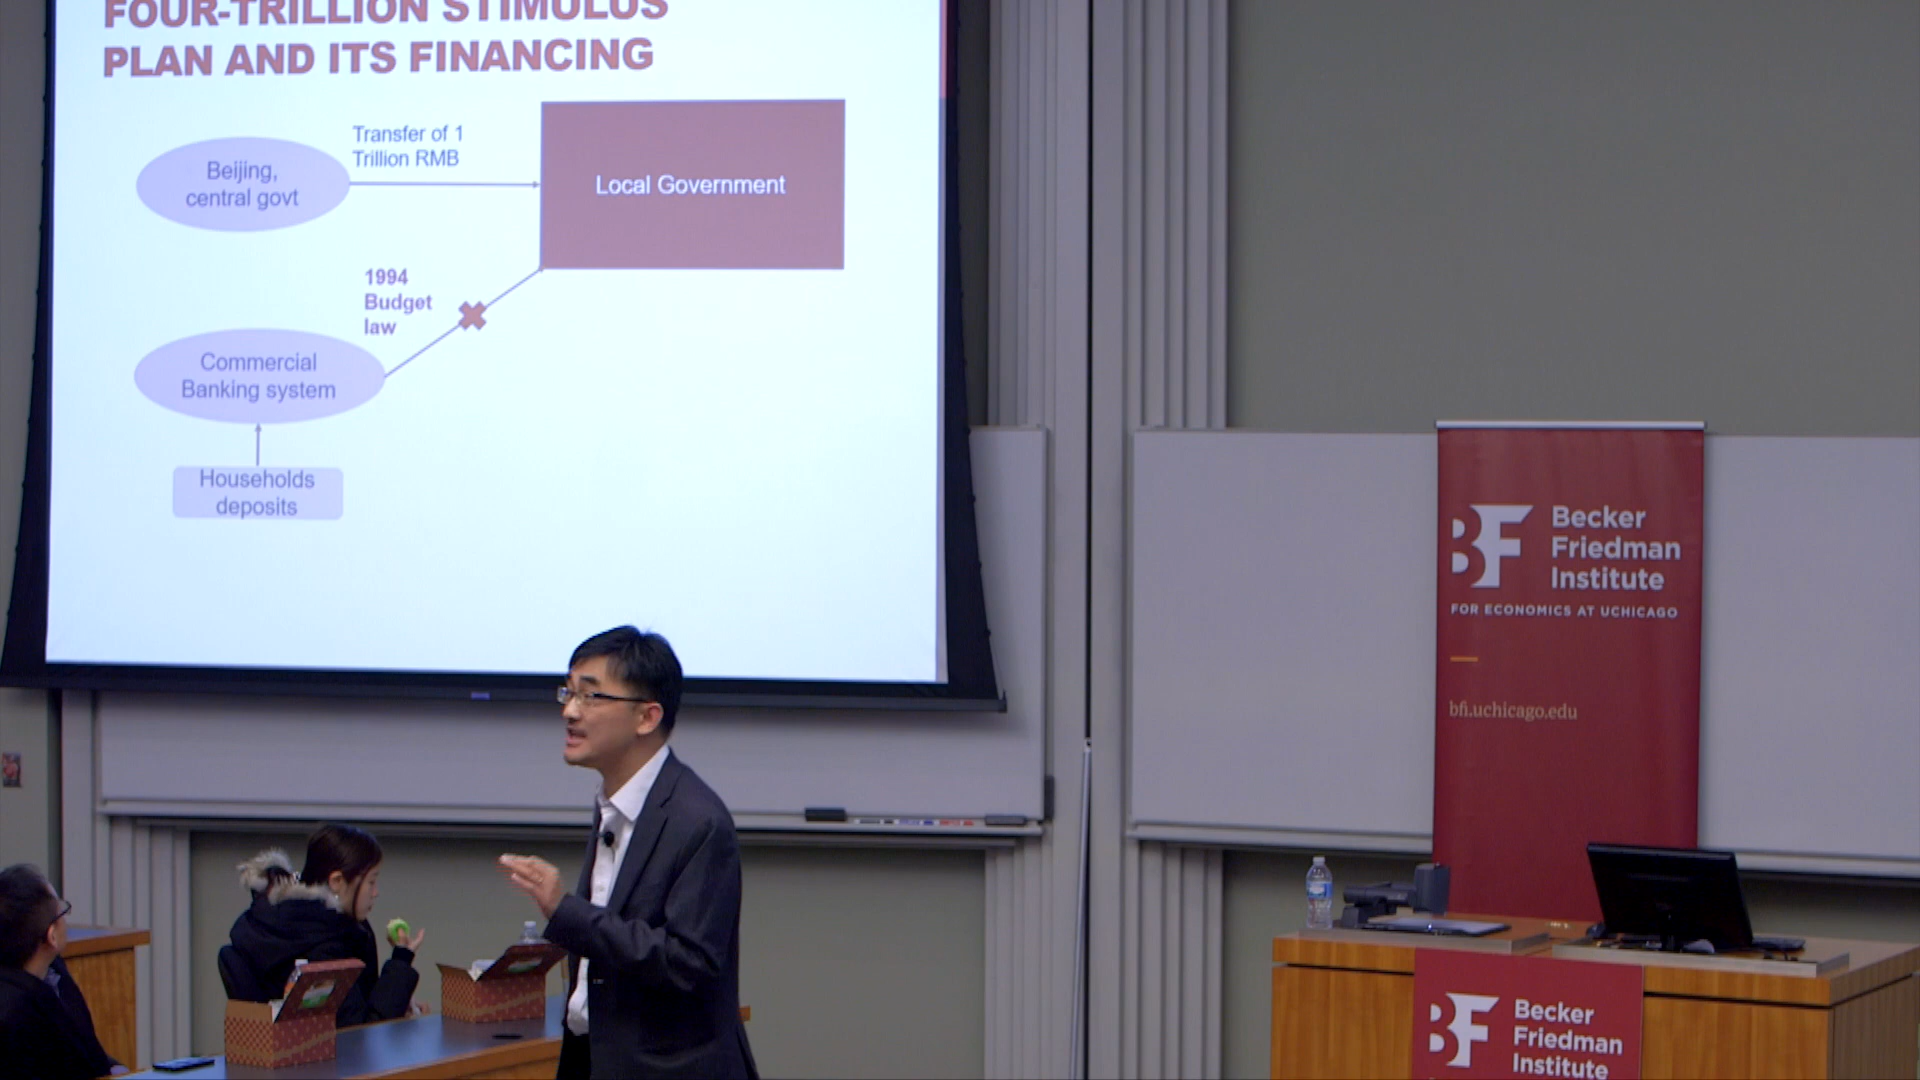 FOUR-TRILLION STIMULUS
PLAN AND ITS FINANCING
Transfer of 1
Trillion RMB
Beijing,
central govt
Local Government
1994
Budget
law
Commercial
Banking system
Households
deposits
BF
Becker
Friedman
Institute
FOR ECONOMICS AT UCHICAGO
bfi.uchicago.edu
BF
Becker
Friedman
Institute